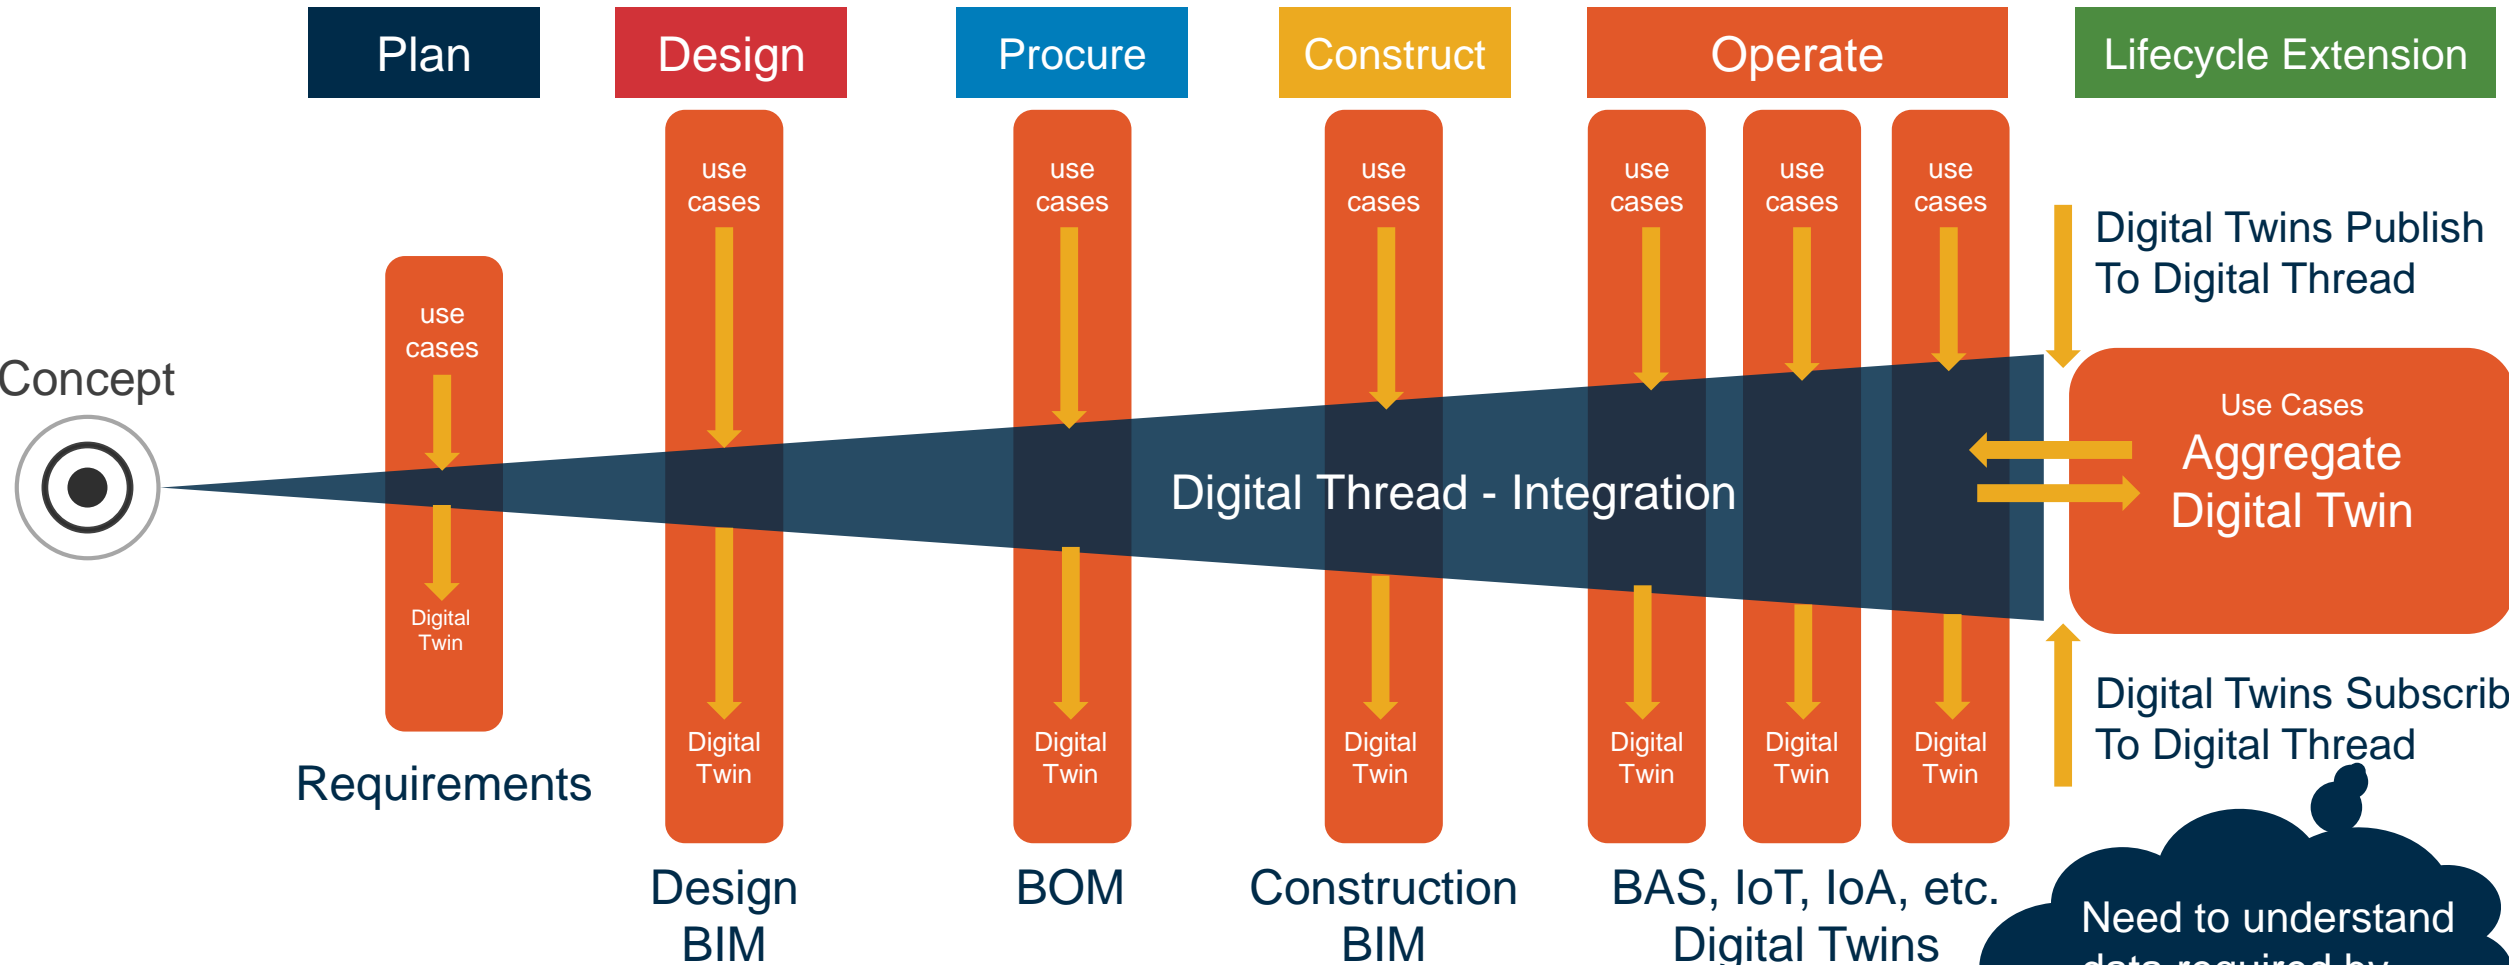 Plan
Design
Procure
Construct
Operate
Lifecycle Extension
Concept
use
cases
Digital
Twin
Requirements
use
cases
Digital
Twin
Design
BIM
use
cases
Digital
Twin
BOM
use
cases
Digital
Twin
Construction
BIM
use
cases
Digital
Twin
use
cases
Digital
Twin
use
cases
Digital
Twin
BAS, IoT, IoA, etc.
Digital Twins
Digital Thread - Integration
Digital Twins Publish
To Digital Thread
Use Cases
Aggregate
Digital Twin
Digital Twins Subscrib
To Digital Thread
Need to understand
data required by